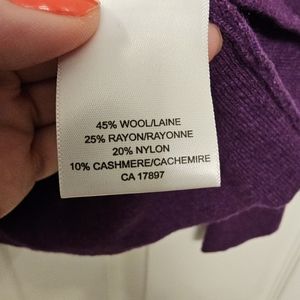 45% WOOL/LAINE
25% RAYON/RAYONNE
20% NYLON
10% CASHMERE/CACHEMIRE
CA 17897